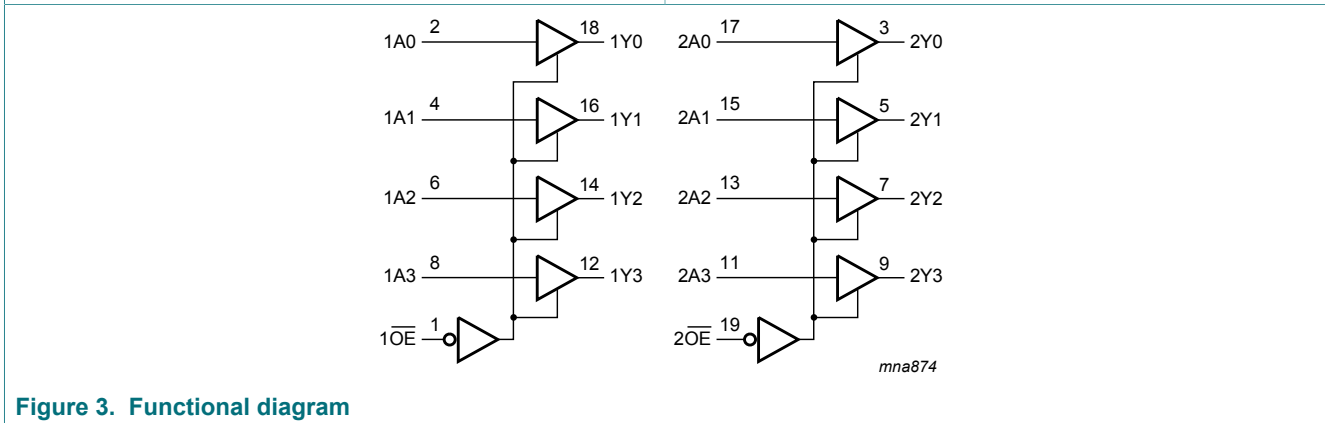 1A0 2 18 1Y0 2A0 17 3 2Y0
1A1 4 16 1Y1 2A1 15 5 2Y1
1A2 6 14 1Y2 2A2 13 7 2Y2
1A3 8 12 1Y3 2A3 11 9 2Y3
1O̅E̅ 1 2O̅E̅ 19
mna874
Figure 3. Functional diagram